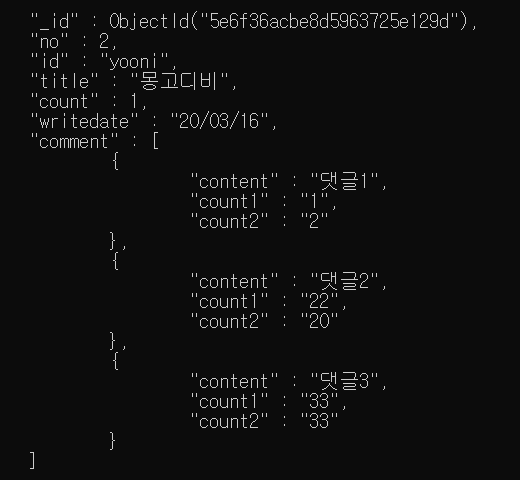 "_id" : ObjectId("5e6f36acbe8d5963725e129d"),
"no" : 2,
"id" : "yooni",
"title" : "몽고디비",
"count" : 1,
"writedate" : "20/03/16",
"comment" : [
{
"content" : "댓글1",
"count1" : "1",
"count2" : "2"
},
{
"content" : "댓글2",
"count1" : "22",
"count2" : "20"
},
{
"content" : "댓글3",
"count1" : "33",
"count2" : "33"
}
]